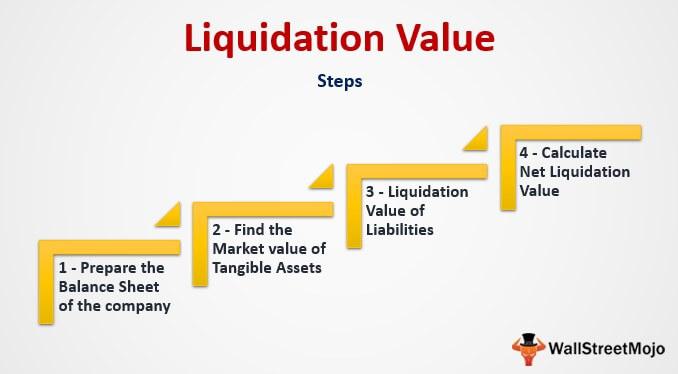 Liquidation Value
Steps
1 - Prepare the
Balance Sheet
of the company
2 - Find the
Market value of
Tangible Assets
3 - Liquidation
Value of
Liabilities
4 - Calculate
Net Liquidation
Value
WallStreetMojo